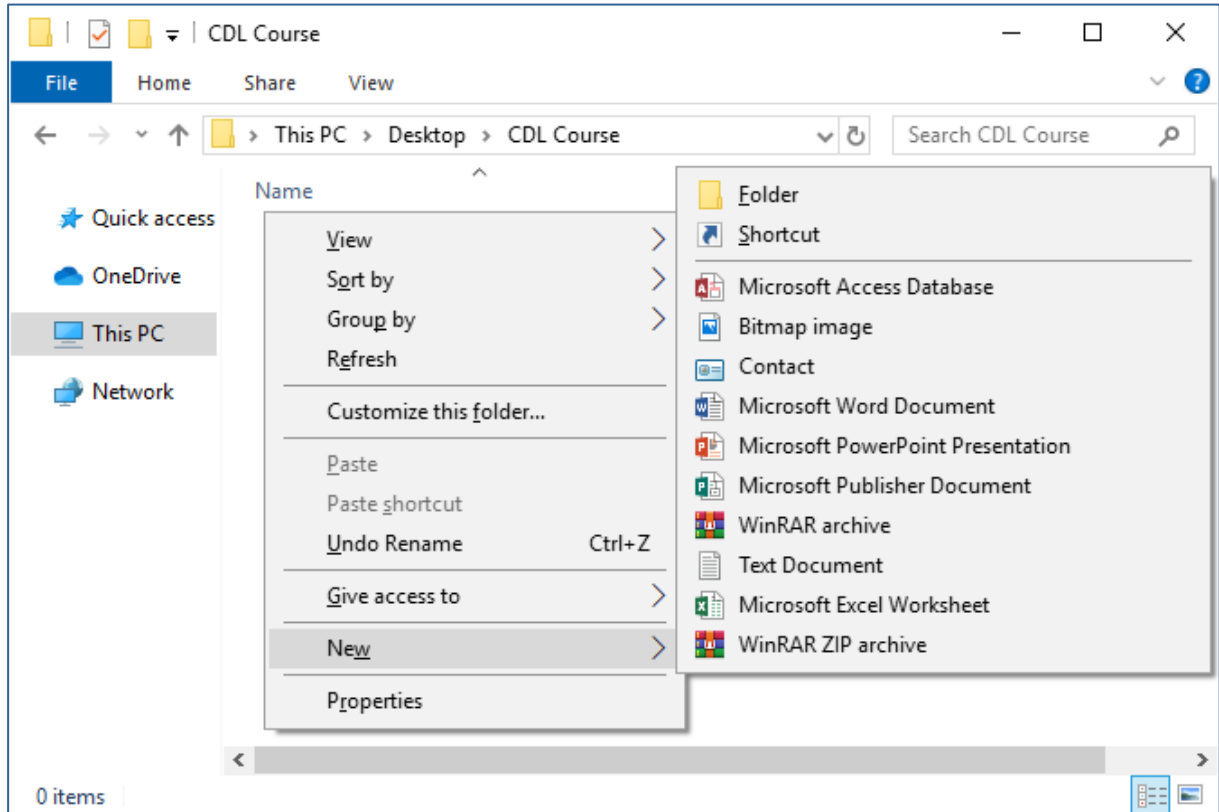 CDL Course
File Home Share View
This PC > Desktop > CDL Course
Search CDL Course
Quick access
OneDrive
This PC
Network
Name
View
Sort by
Group by
Refresh
Customize this folder...
Paste
Paste shortcut
Undo Rename Ctrl+Z
Give access to
New
Properties
Folder
Shortcut
Microsoft Access Database
Bitmap image
Contact
Microsoft Word Document
Microsoft PowerPoint Presentation
Microsoft Publisher Document
WinRAR archive
Text Document
Microsoft Excel Worksheet
WinRAR ZIP archive
0 items